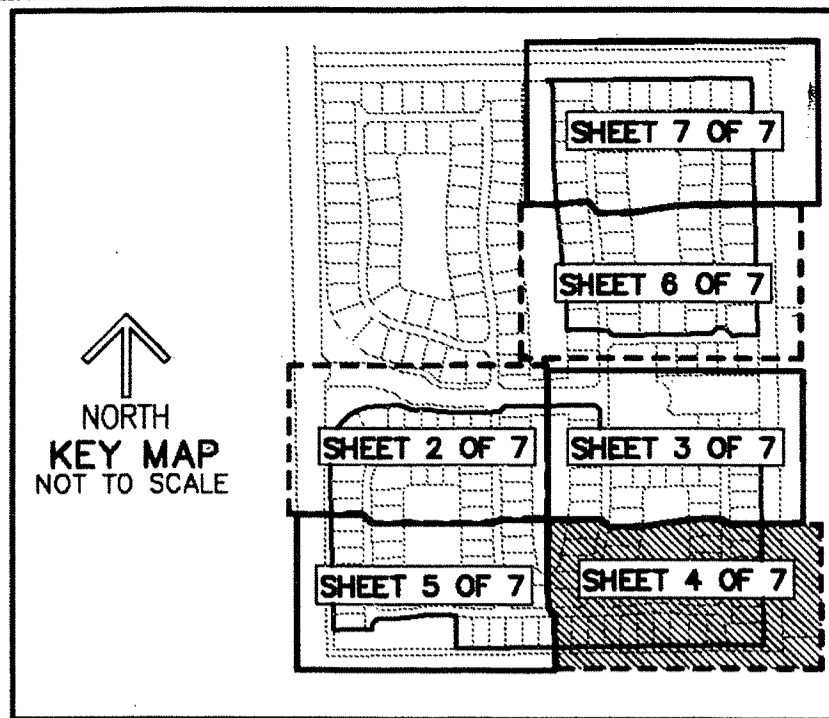 SHEET 7 OF 7
SHEET 6 OF 7
NORTH
KEY MAP
NOT TO SCALE
SHEET 2 OF 7
SHEET 3 OF 7
SHEET 5 OF 7
SHEET 4 OF 7